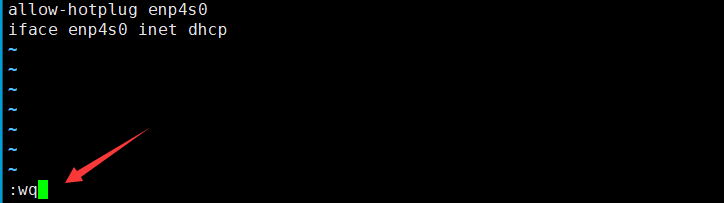 allow-hotplug enp4s0
iface enp4s0 inet dhcp
~
~
~
~
~
~
~
:wq